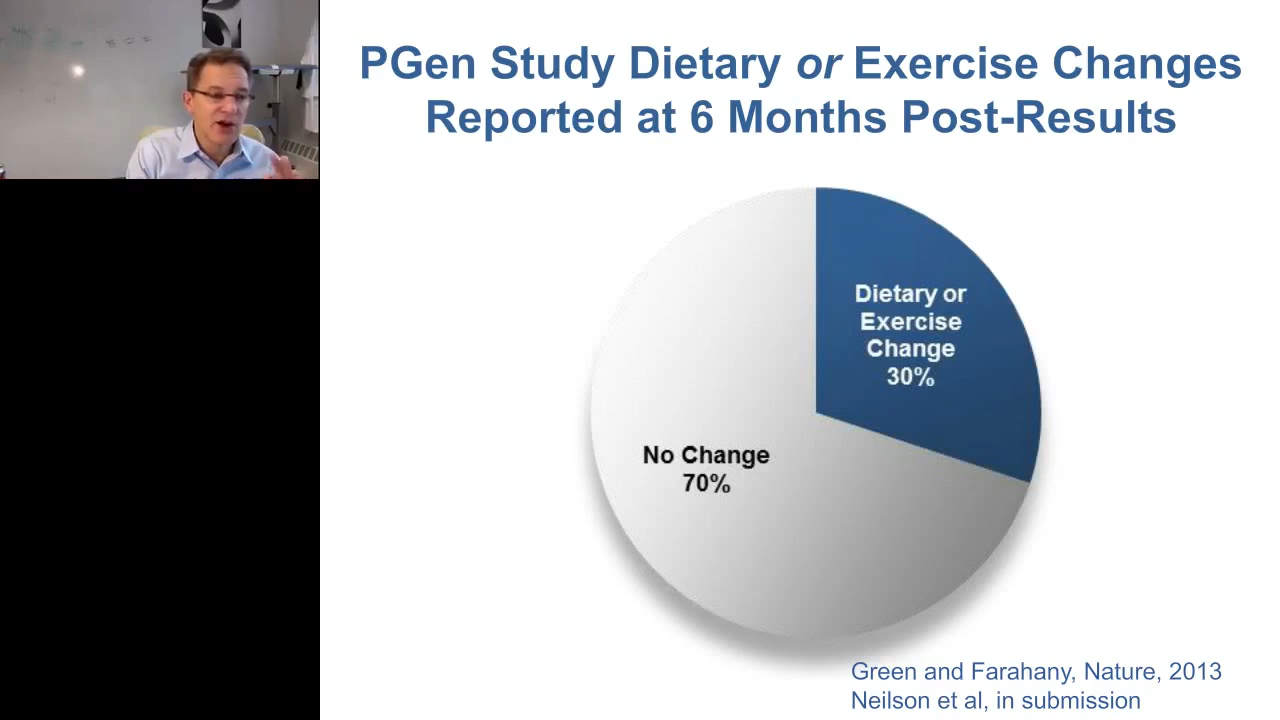 PGen Study Dietary or Exercise Changes
Reported at 6 Months Post-Results
Dietary or
Exercise
Change
30%
No Change
70%
Green and Farahany, Nature, 2013
Neilson et al, in submission